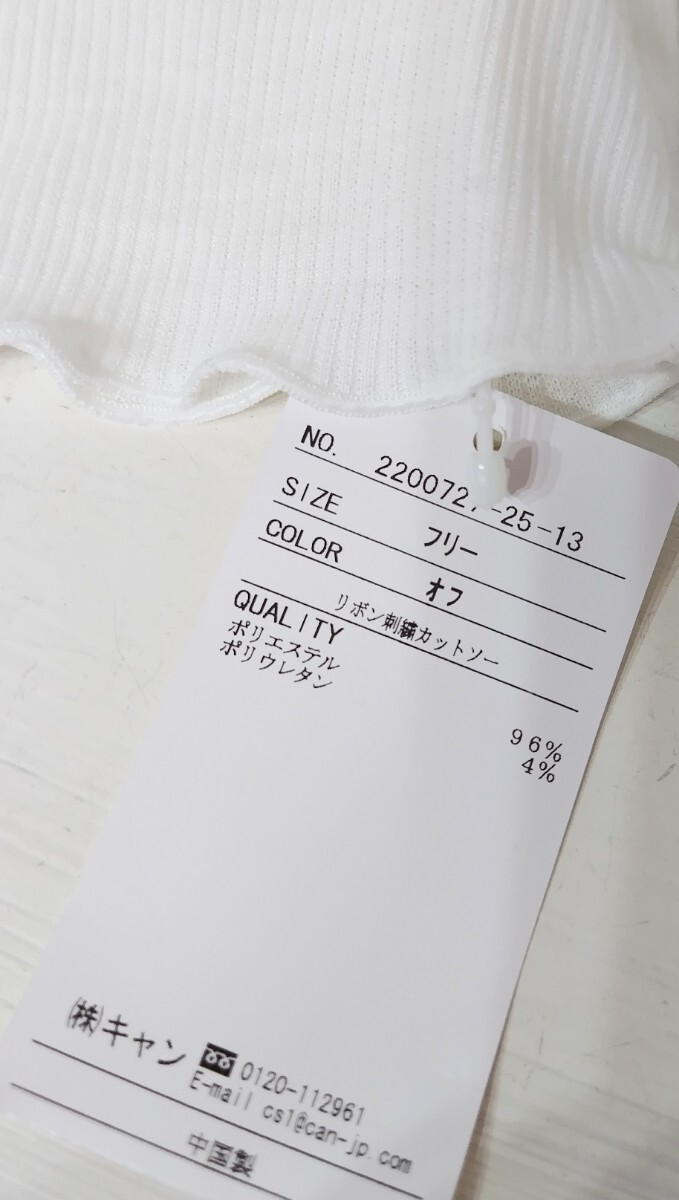 NO. 2200727-25-13
SIZE フリー
COLOR オフ
リボン刺繍カットソー
QUALITY
ポリエステル 96%
ポリウレタン 4%
㈱キャン 0120-112961
E-mail cs1@can-jp.com
中国製